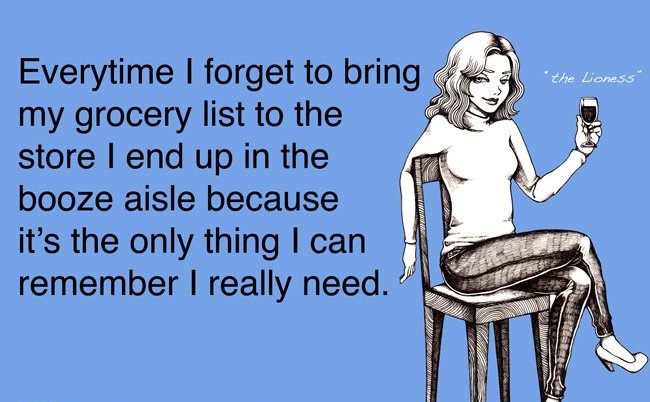 Everytime I forget to bring
my grocery list to the
store I end up in the
booze aisle because
it's the only thing I can
remember I really need.
"the Lioness"